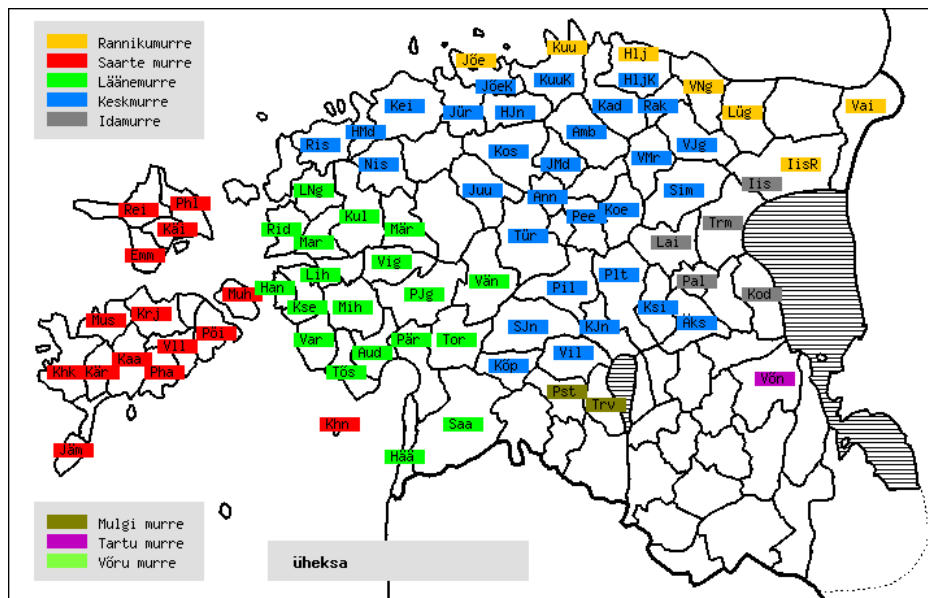 Rannikumurre
Saarte murre
Läänemurre
Keskmurre
Idamurre
Kuu
Hlj
Jõe
JõeK
KuuK
HljK
VNg
Kei
Jür
HJn
Kad
Rak
Lüg
Vai
HMd
Ris
Amb
VJg
Nis
Kos
JMd
VMr
IisR
LNg
Juu
Ann
Sim
Iis
Rei
Phl
Käi
Kul
Pee
Koe
Trm
Rid
Mar
Mär
Tür
Lai
Emm
Vig
Lih
Vän
Pil
Plt
Pal
Muh
Han
Kse
Mih
PJg
Ksi
Kod
Mus
Krj
Pöi
SJn
KJn
Äks
Vll
Var
Aud
Pär
Tor
Kaa
Vil
Khk
Kär
Pha
Tõs
Kõp
Võn
Pst
Trv
Khn
Saa
Jäm
Hää
Mulgi murre
Tartu murre
Võru murre
üheksa